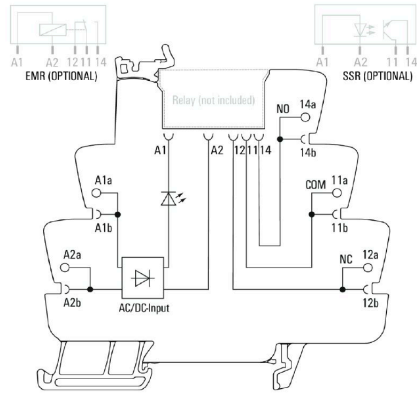 A1 A2 12 11 14
EMR (OPTIONAL)
A1 A2 11 14
SSR (OPTIONAL)
Relay (not included)
NO 14a
A1 A2 12 11 14
14b
A1a
COM 11a
A1b
11b
A2a
NC 12a
A2b
12b
AC/DC-Input